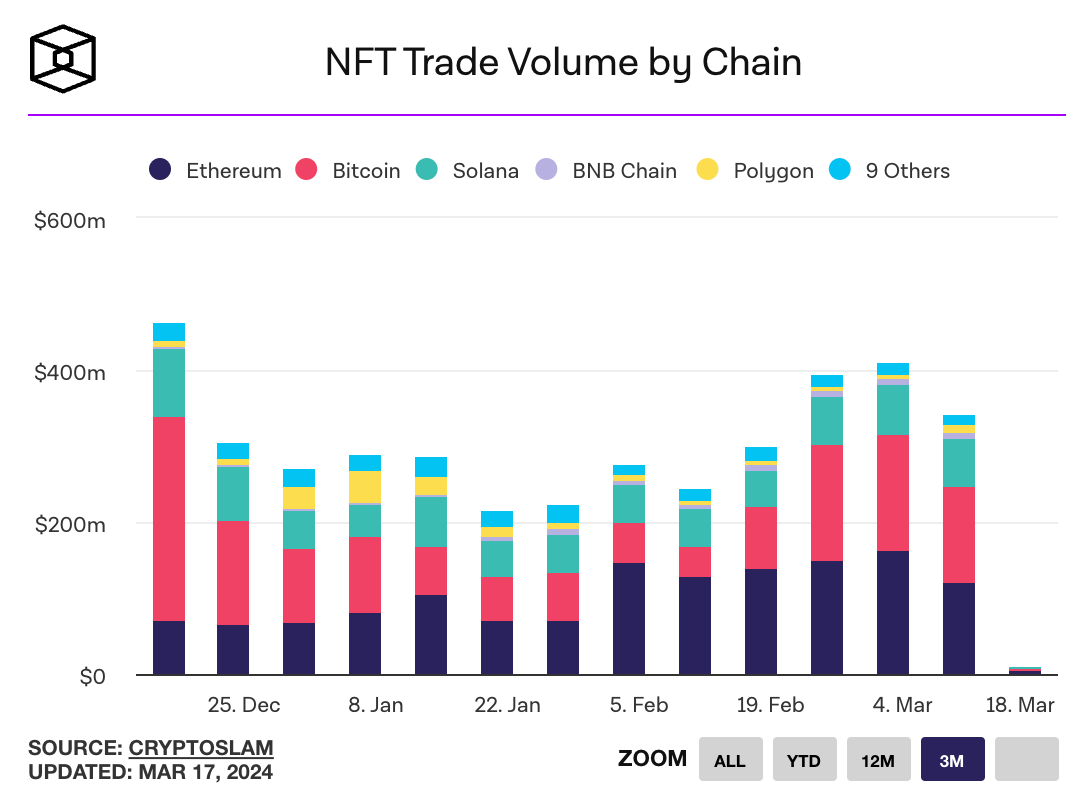 NFT Trade Volume by Chain
Ethereum Bitcoin Solana BNB Chain Polygon 9 Others
$600m
$400m
$200m
$0
25. Dec 8. Jan 22. Jan 5. Feb 19. Feb 4. Mar 18. Mar
SOURCE: CRYPTOSLAM
UPDATED: MAR 17, 2024
ZOOM ALL YTD 12M 3M